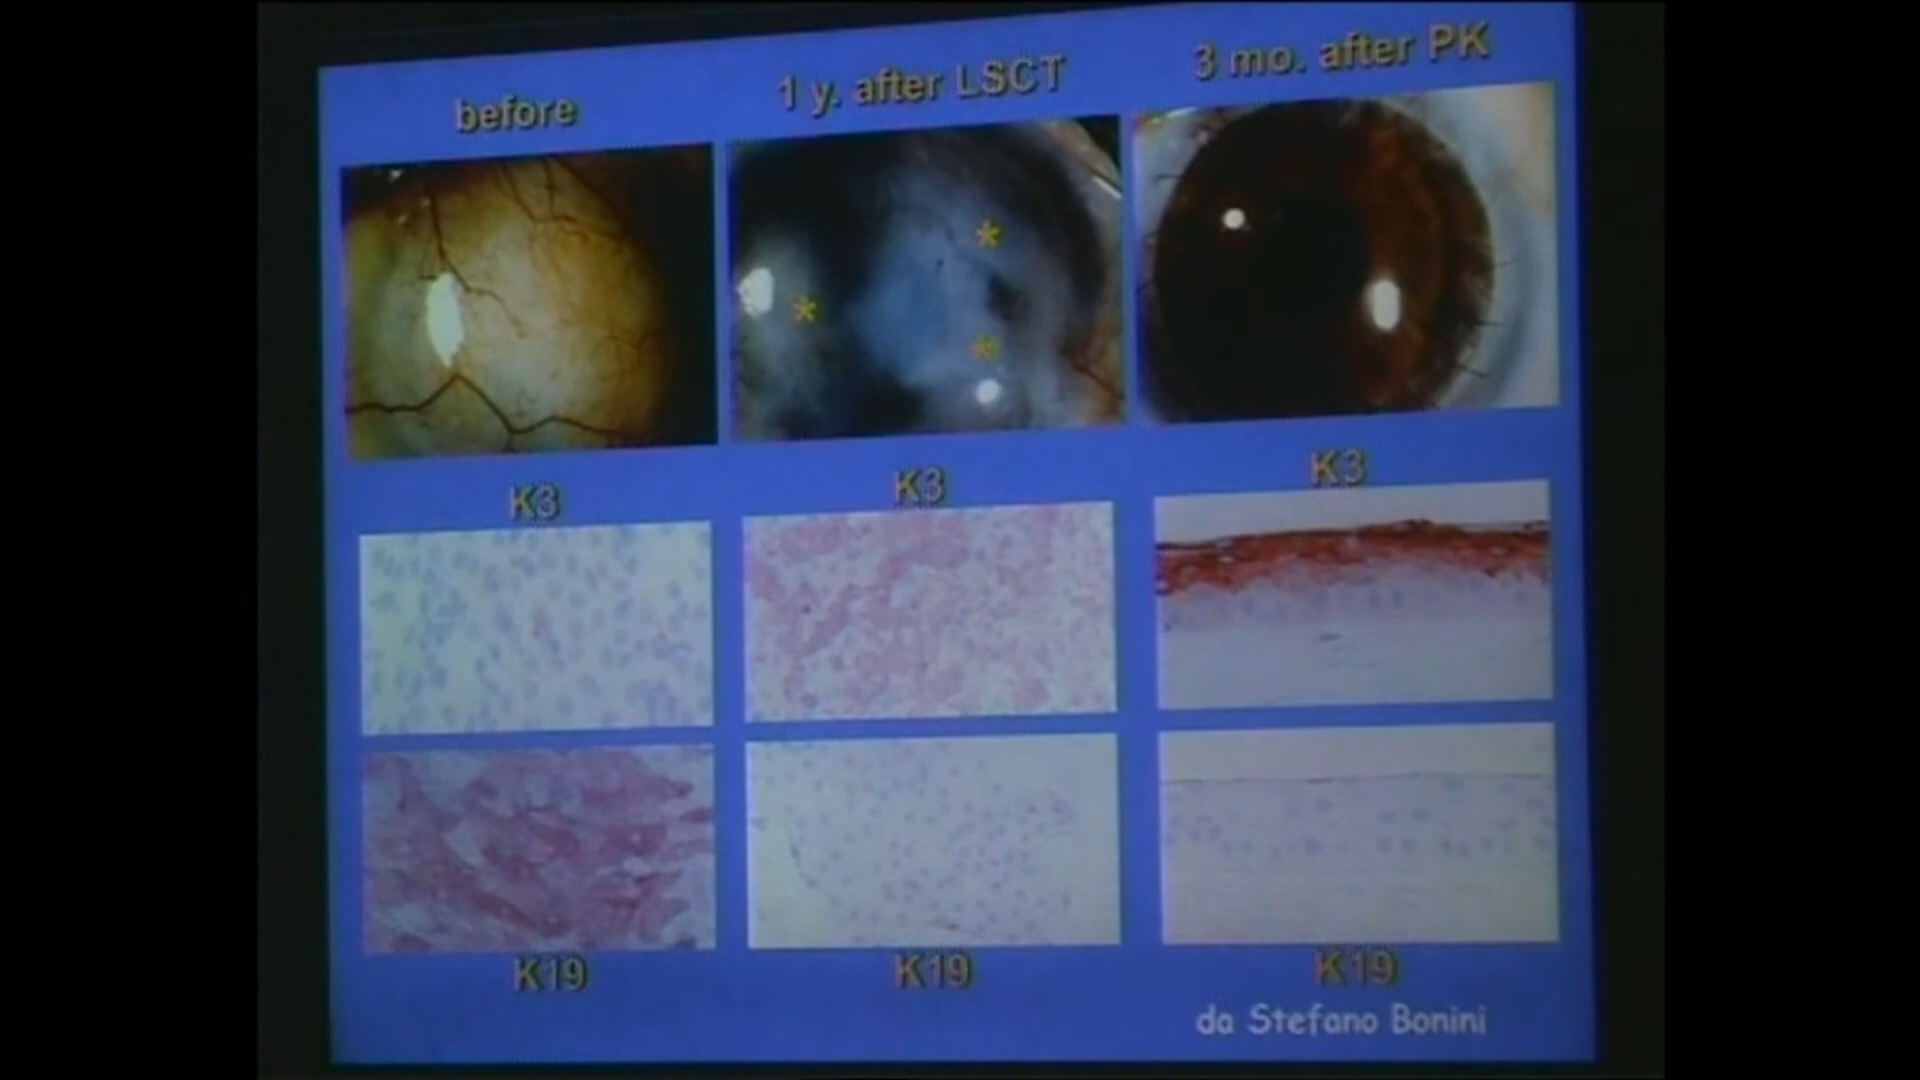 before
1 y. after LSCT
3 mo. after PK
*
*
*
K3
K3
K3
K19
K19
K19
da Stefano Bonini